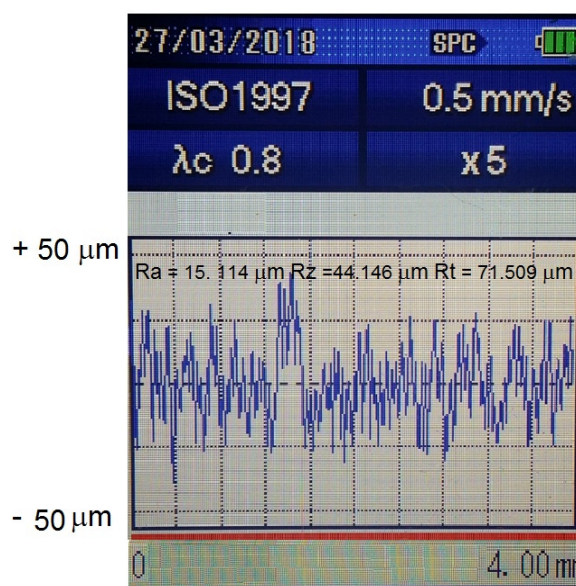 27/03/2018 SPC
ISO1997 0.5 mm/s
λc 0.8 x5
+ 50 µm
Ra = 15. 114 µm Rz =44.146 µm Rt = 71.509 µm
- 50 µm
0 4.00 mm